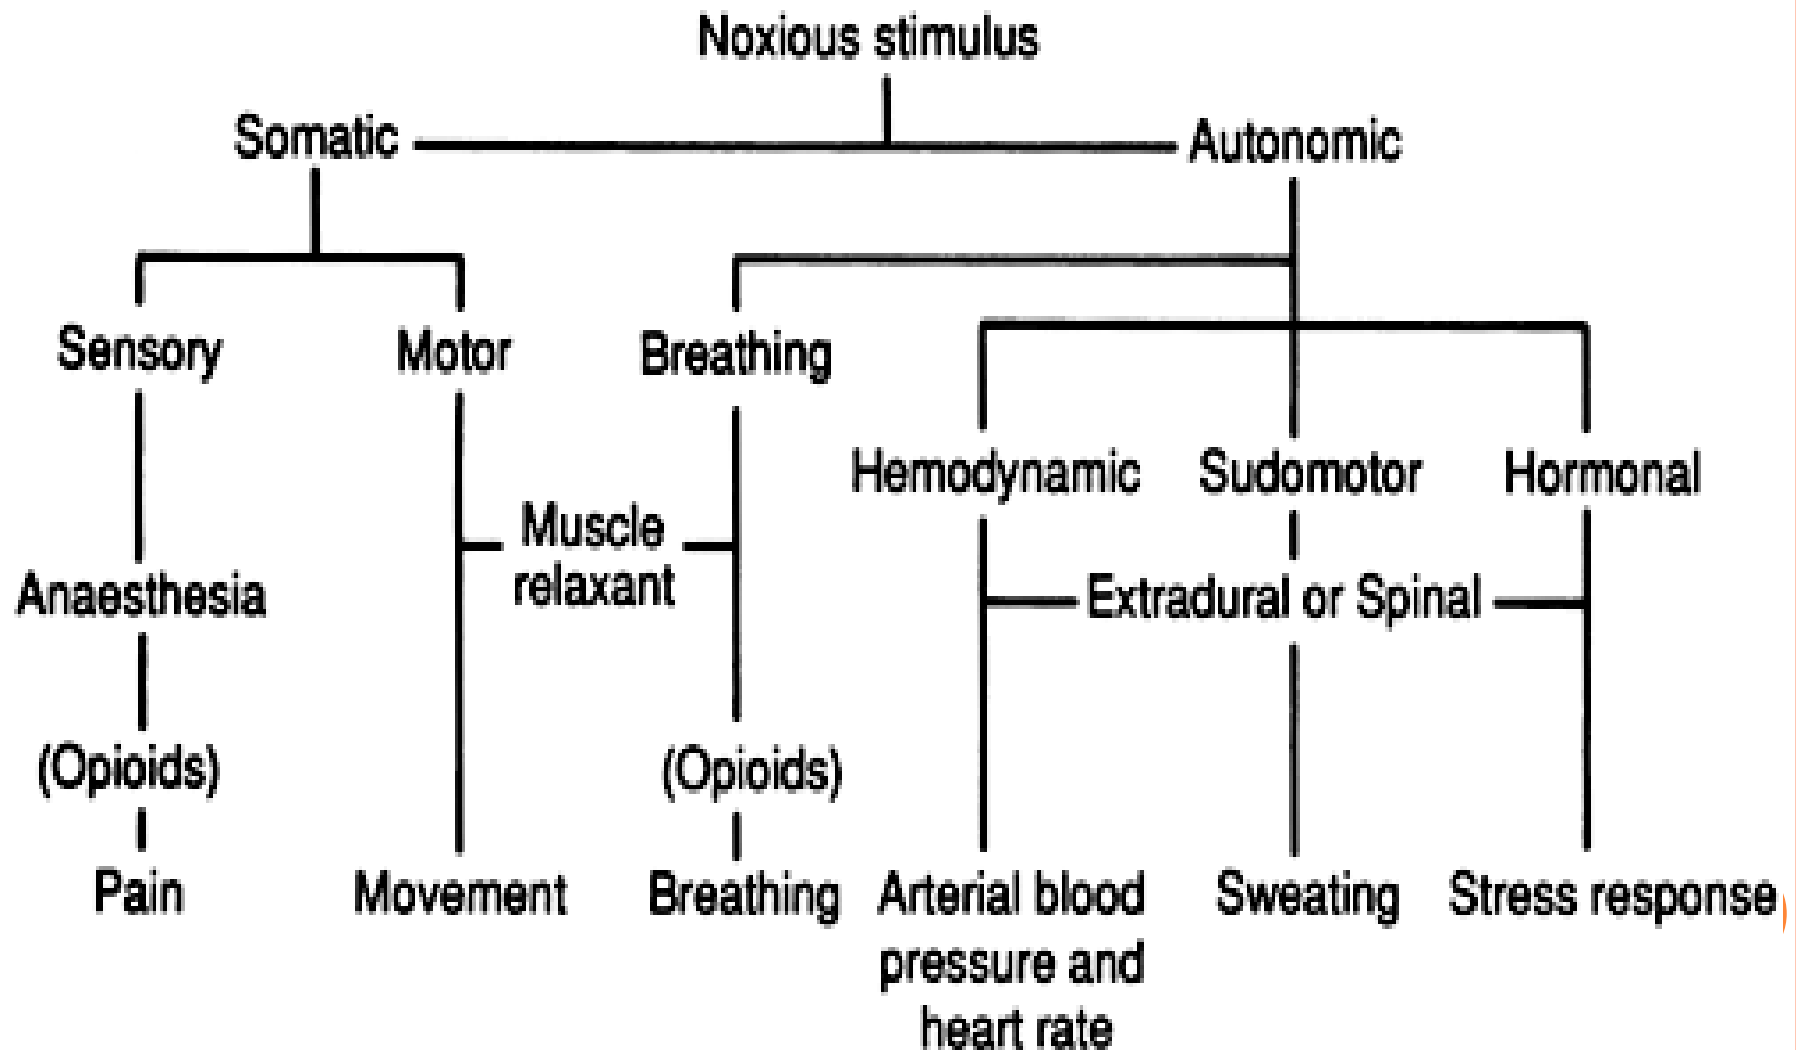 Noxious stimulus
Somatic
Autonomic
Sensory
Motor
Breathing
Hemodynamic
Sudomotor
Hormonal
Muscle
relaxant
Anaesthesia
Extradural or Spinal
(Opioids)
(Opioids)
Pain
Movement
Breathing
Arterial blood
pressure and
heart rate
Sweating
Stress response